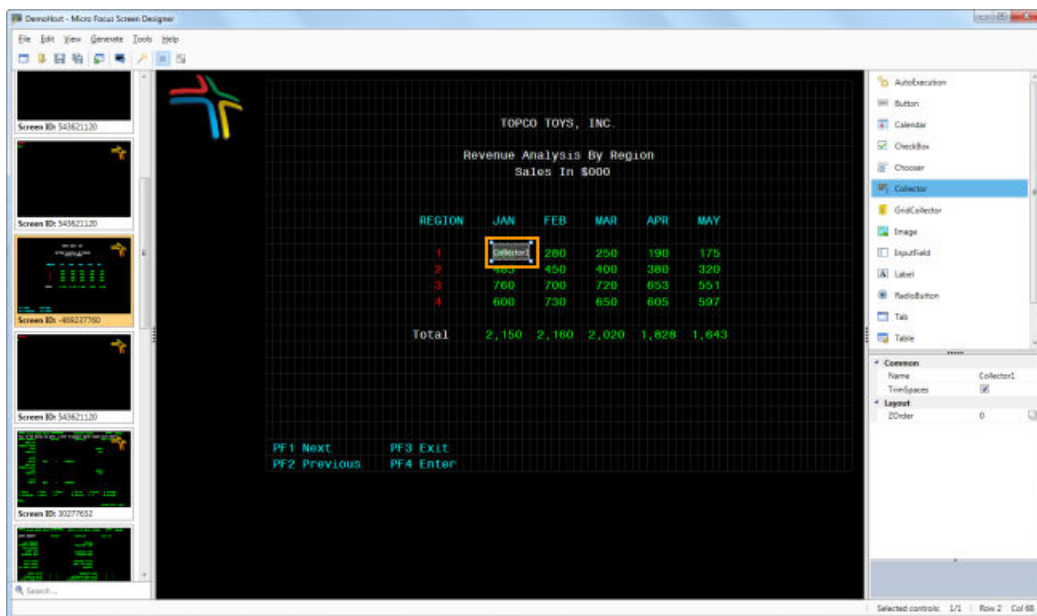 DemoHost - Micro Focus Screen Designer
File Edit View Generate Tools Help
Screen ID: 543621120
Screen ID: 543621120
Screen ID: -469237760
Screen ID: 543621120
Screen ID: 30277632
Search...
TOPCO TOYS, INC.
Revenue Analysis By Region
Sales In $000
REGION JAN FEB MAR APR MAY
1 Collector1 280 250 190 175
2 485 450 400 380 320
3 760 700 720 653 551
4 600 730 650 605 597
Total 2,150 2,160 2,020 1,828 1,643
PF1 Next PF3 Exit
PF2 Previous PF4 Enter
AutoExecution
Button
Calendar
CheckBox
Chooser
Collector
GridCollector
Image
InputField
Label
RadioButton
Tab
Table
Common
Name Collector1
TrimSpaces
Layout
ZOrder 0
Selected controls: 1/1 Row 2 Col 68